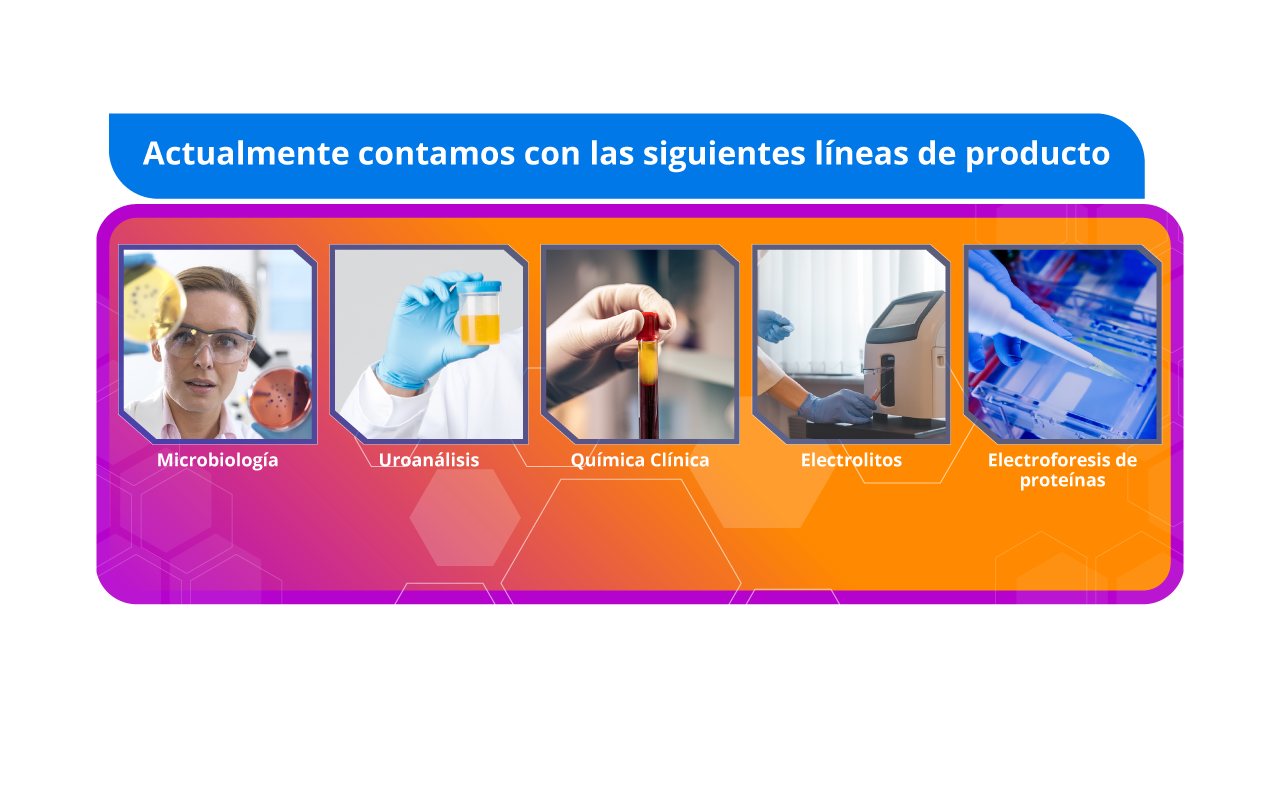 Actualmente contamos con las siguientes líneas de producto
Microbiología
Uroanálisis
Química Clínica
Electrolitos
Electroforesis de
proteínas